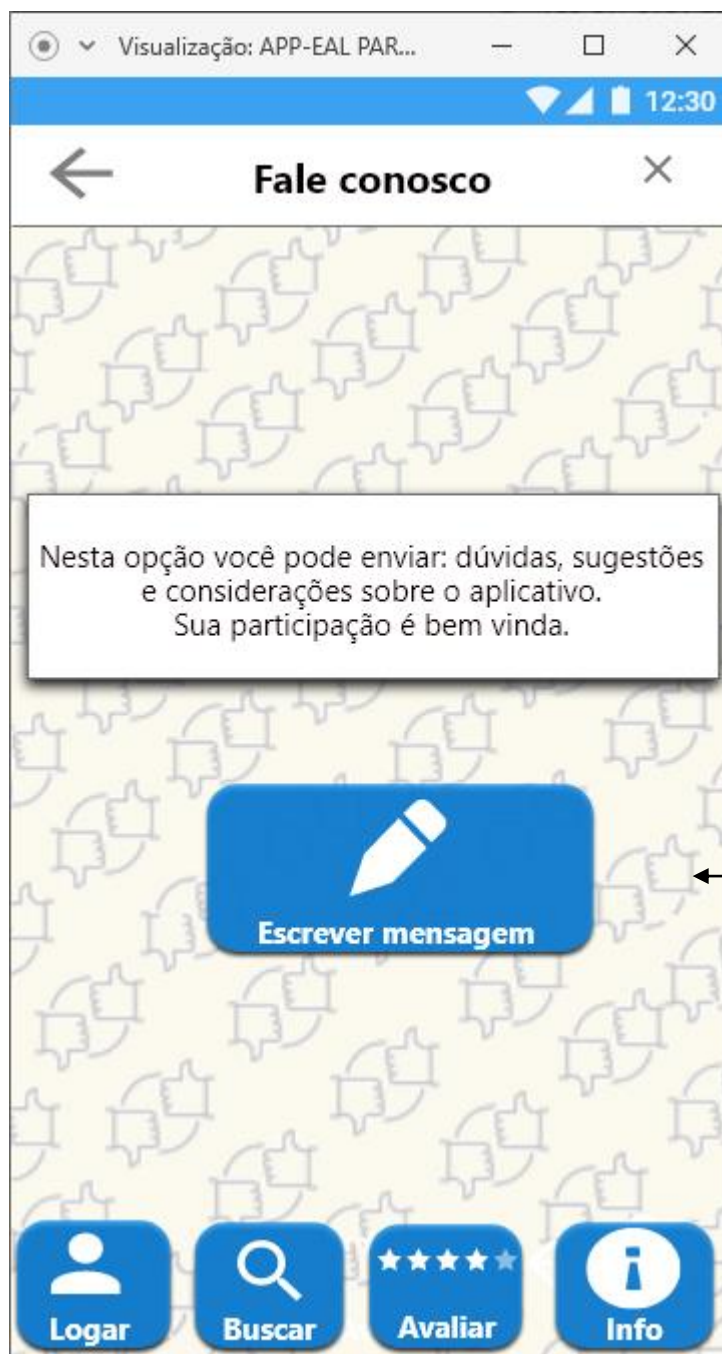 Visualização: APP-EAL PAR...
12:30
Fale conosco
Nesta opção você pode enviar: dúvidas, sugestões
e considerações sobre o aplicativo.
Sua participação é bem vinda.
Escrever mensagem
Logar
Buscar
Avaliar
Info